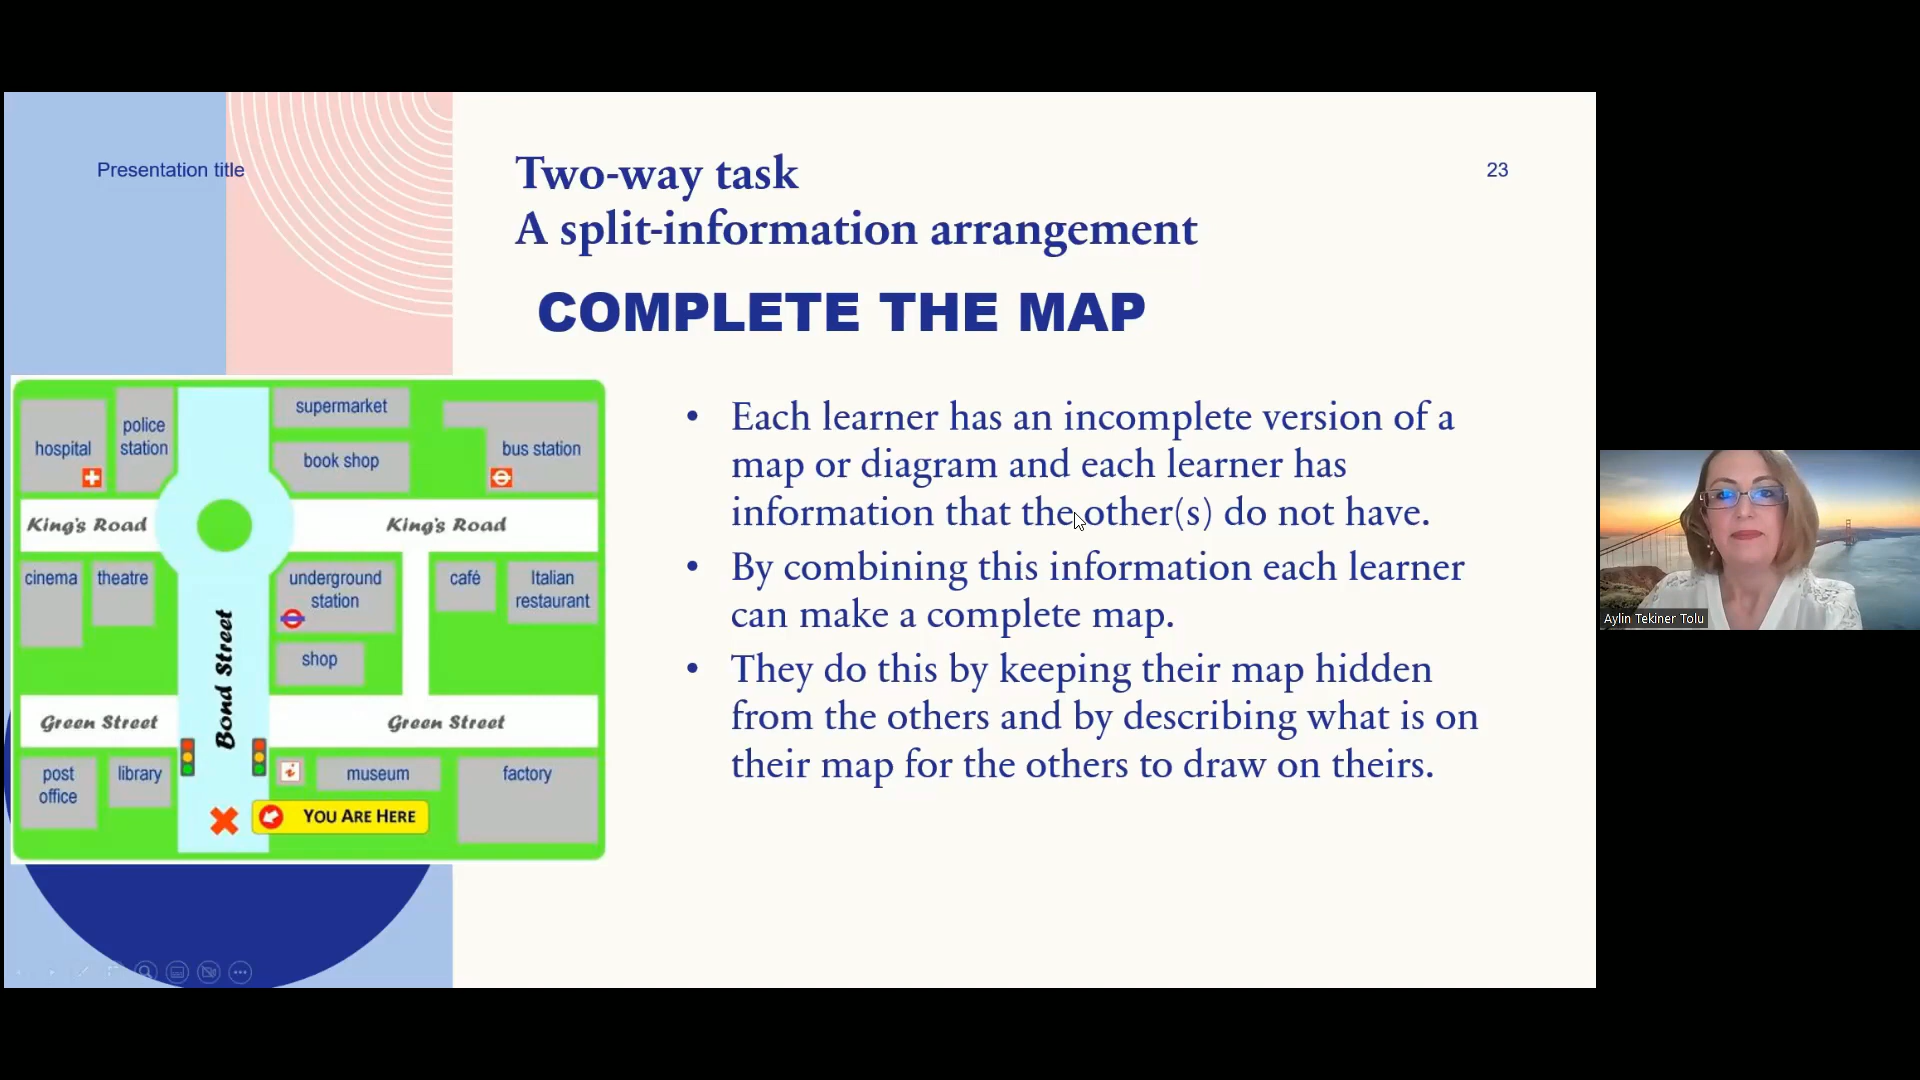 Presentation title
Two-way task
23
A split-information arrangement
COMPLETE THE MAP
Each learner has an incomplete version of a
map or diagram and each learner has
information that the other(s) do not have.
By combining this information each learner
can make a complete map.
They do this by keeping their map hidden
from the others and by describing what is on
their map for the others to draw on theirs.
hospital
police
station
supermarket
book shop
bus station
King's Road
King's Road
cinema
theatre
underground
station
café
Italian
restaurant
shop
Bond Street
Green Street
Green Street
post
office
library
i
museum
factory
YOU ARE HERE
Aylin Tekiner Tolu